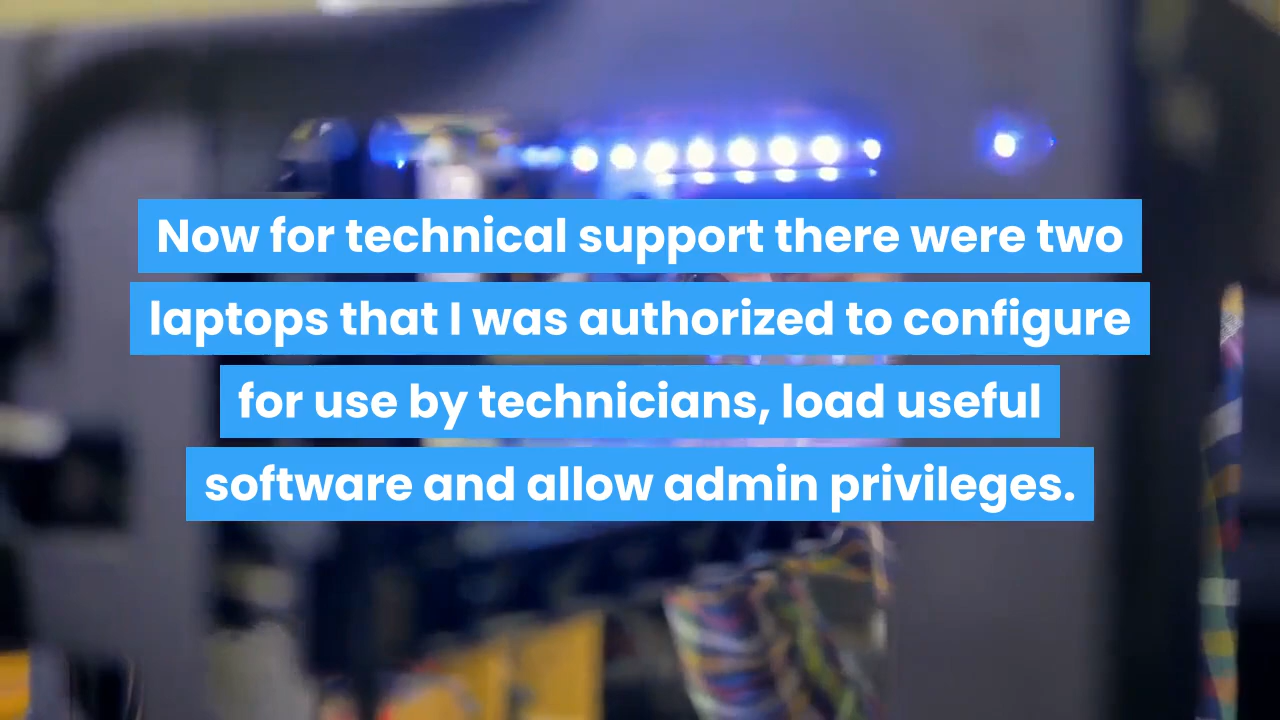 Now for technical support there were two
laptops that I was authorized to configure
for use by technicians, load useful
software and allow admin privileges.